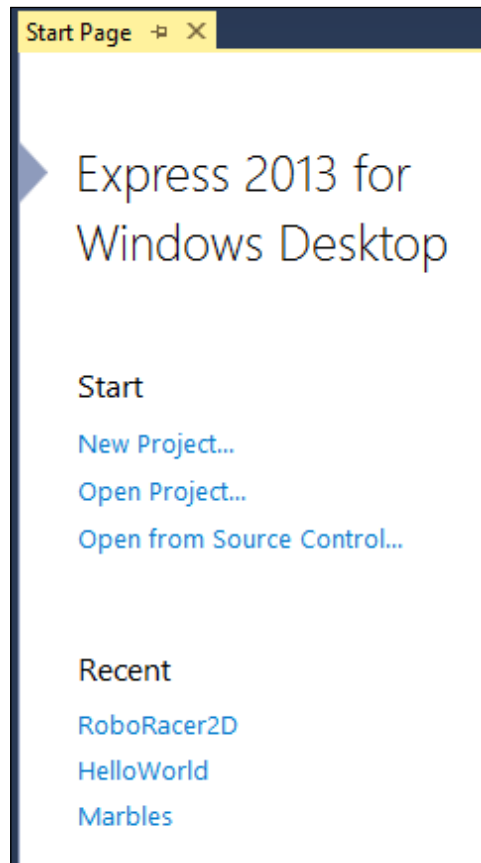 Start Page
Express 2013 for
Windows Desktop
Start
New Project...
Open Project...
Open from Source Control...
Recent
RoboRacer2D
HelloWorld
Marbles